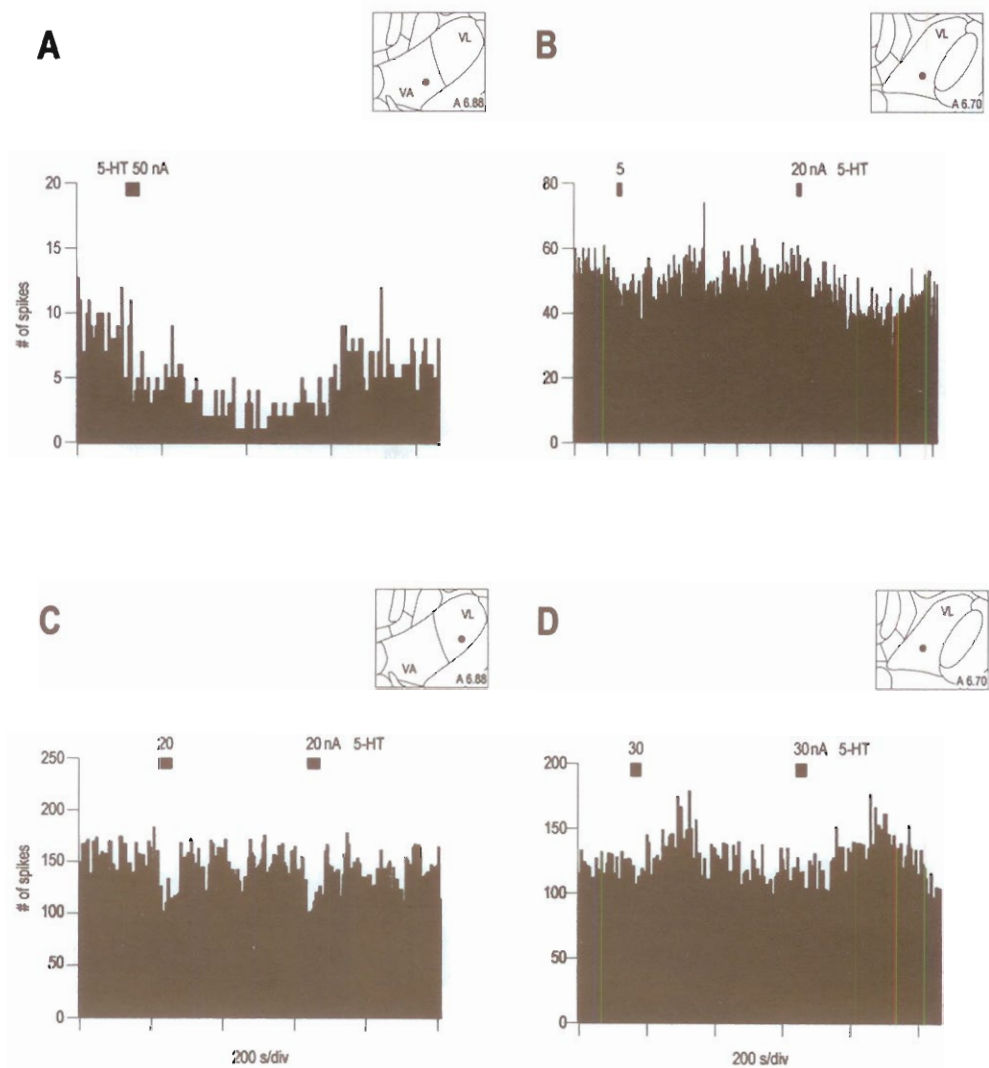 A
VL
VA
A 6.88
B
VL
A 6.70
5-HT 50 nA
# of spikes
20
15
10
5
0
5
20 nA 5-HT
80
60
40
20
0
C
VL
VA
A 6.88
D
VL
A 6.70
20
20 nA 5-HT
# of spikes
250
200
150
100
50
0
200 s/div
30
30 nA 5-HT
200
150
100
50
0
200 s/div